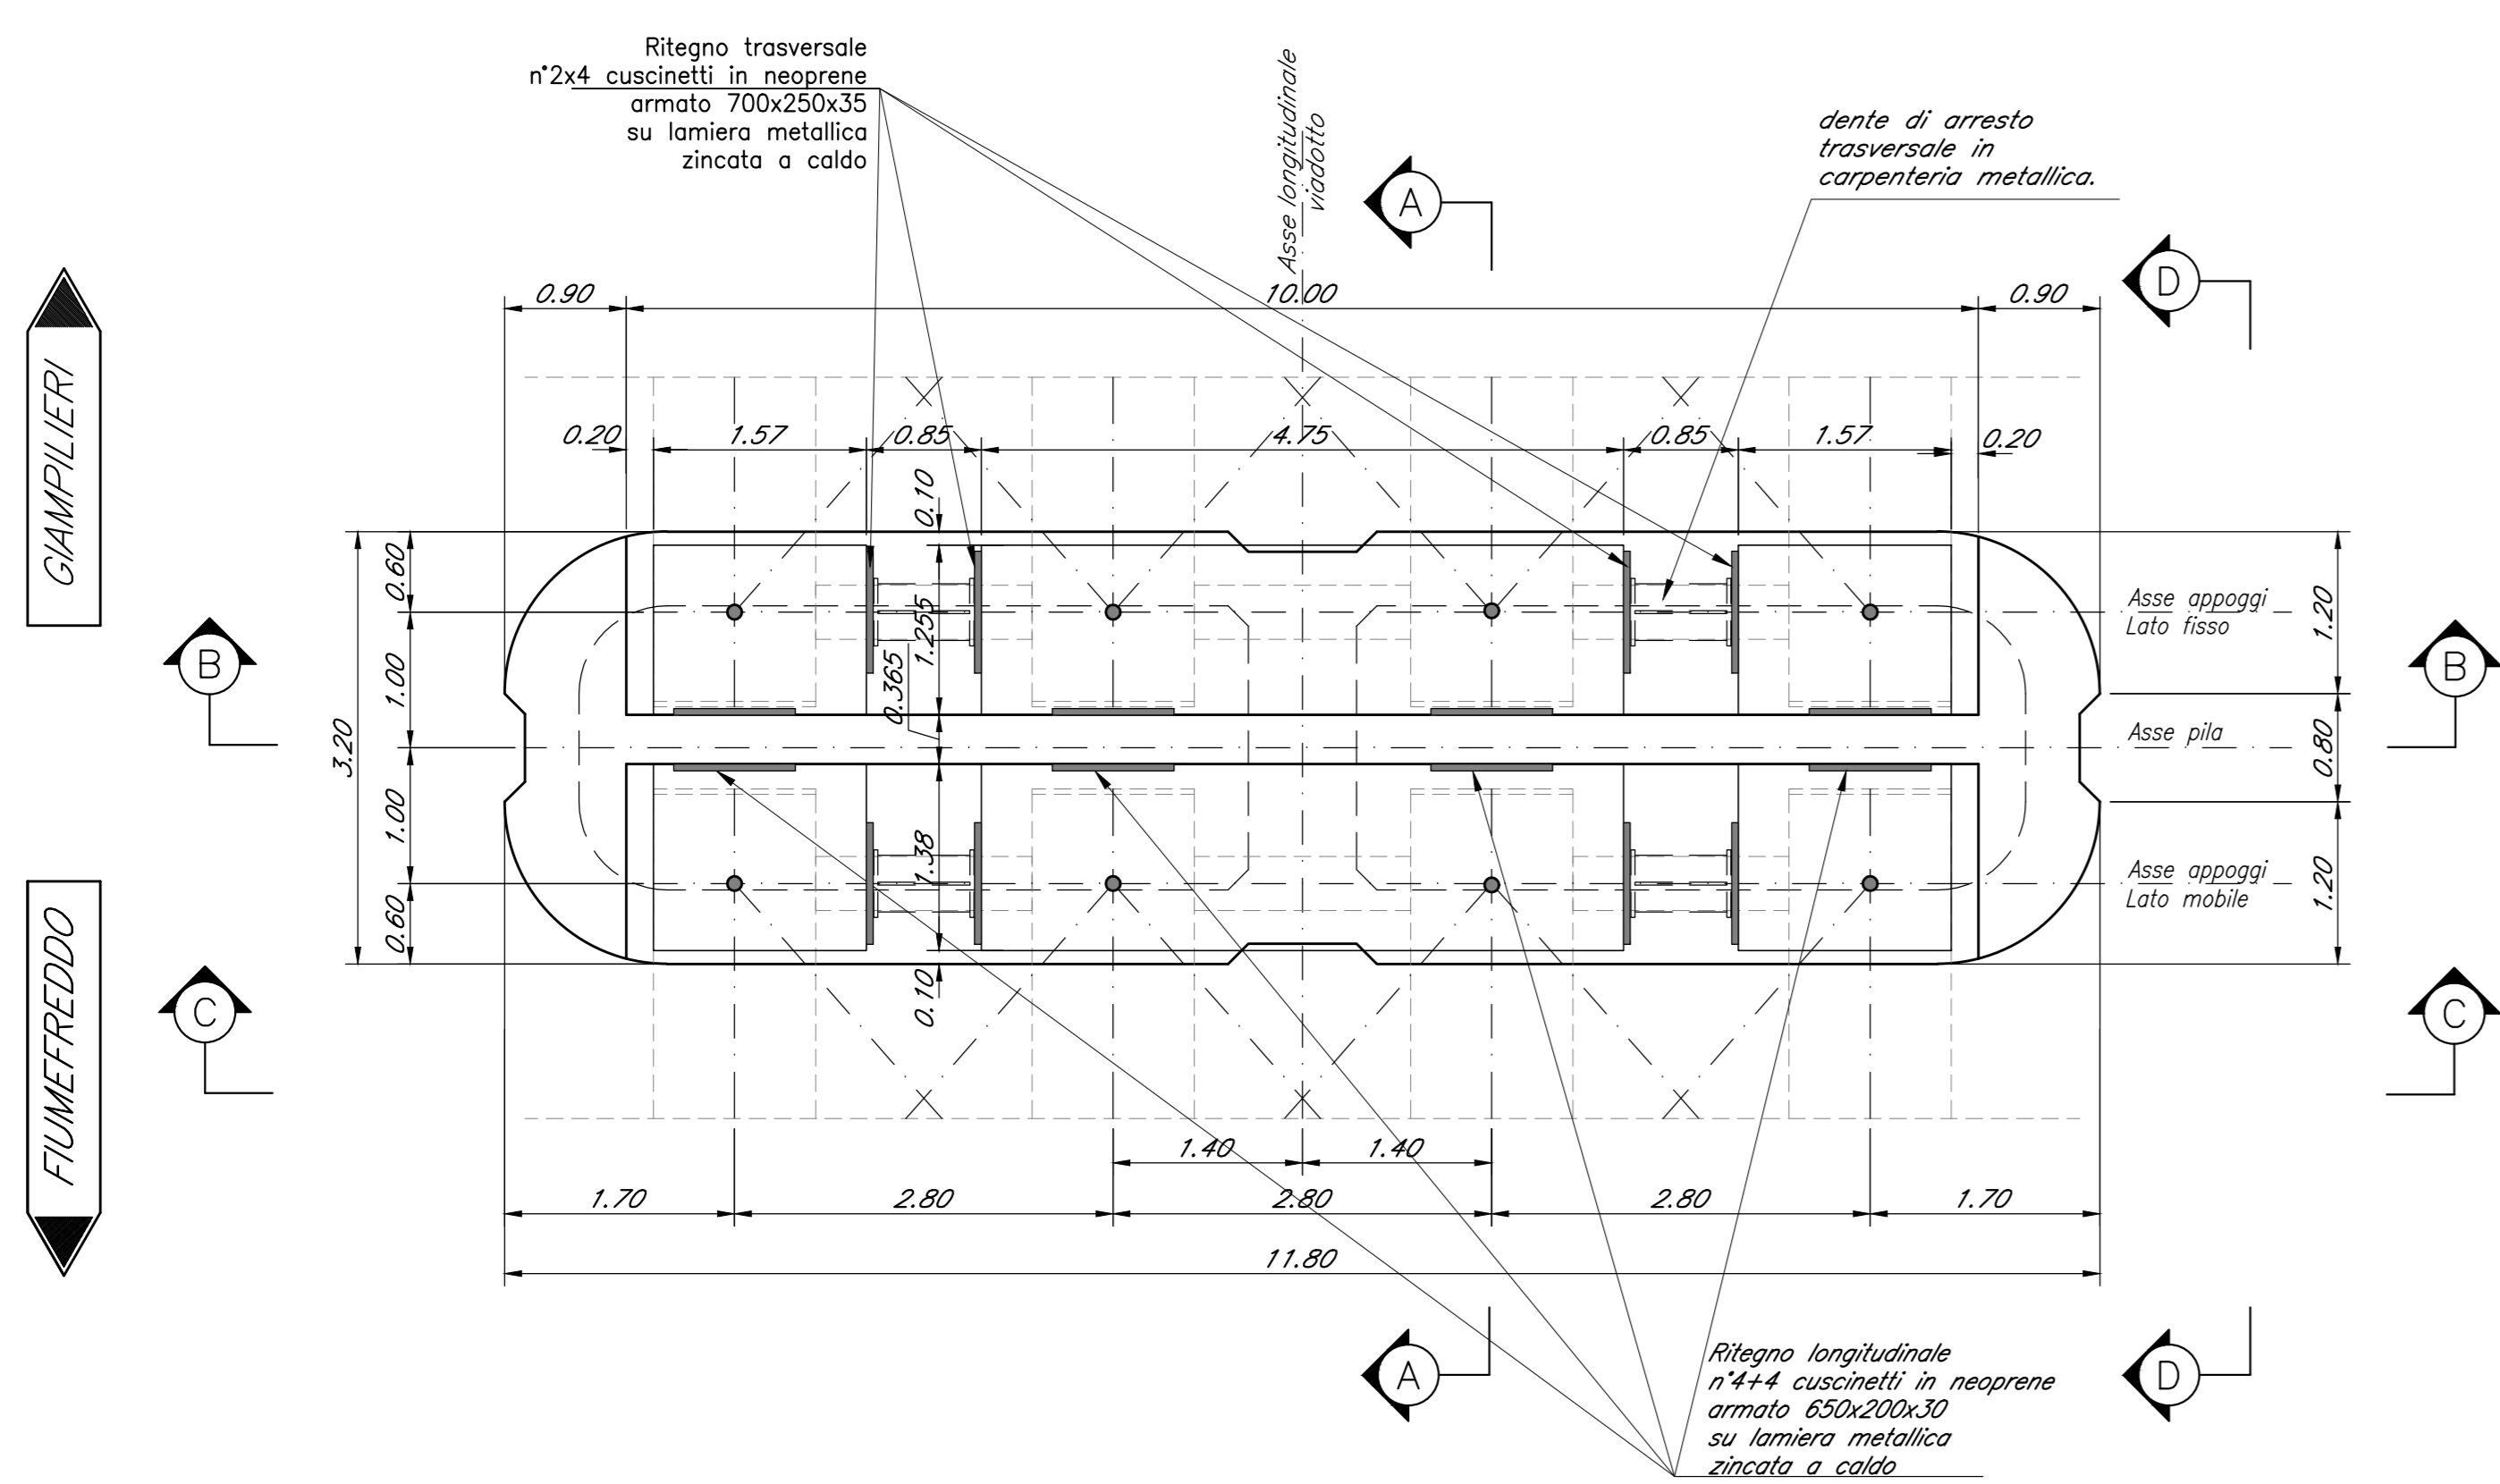 Ritegno trasversale
n°2x4 cuscinetti in neoprene
armato 700x250x35
su lamiera metallica
zincata a caldo
Asse longitudinale
viadotto
dente di arresto
trasversale in
carpenteria metallica.
A
D
GIAMPILIERI
0.90
10.00
0.90
0.20
1.57
0.85
4.75
0.85
1.57
0.20
0.10
0.60
1.00
3.20
1.00
0.60
1.255
0.365
1.38
0.10
Asse appoggi
Lato fisso
1.20
B
B
Asse pila
0.80
Asse appoggi
Lato mobile
1.20
C
C
FIUMEFREDDO
1.40
1.40
1.70
2.80
2.80
2.80
1.70
11.80
A
D
Ritegno longitudinale
n°4+4 cuscinetti in neoprene
armato 650x200x30
su lamiera metallica
zincata a caldo